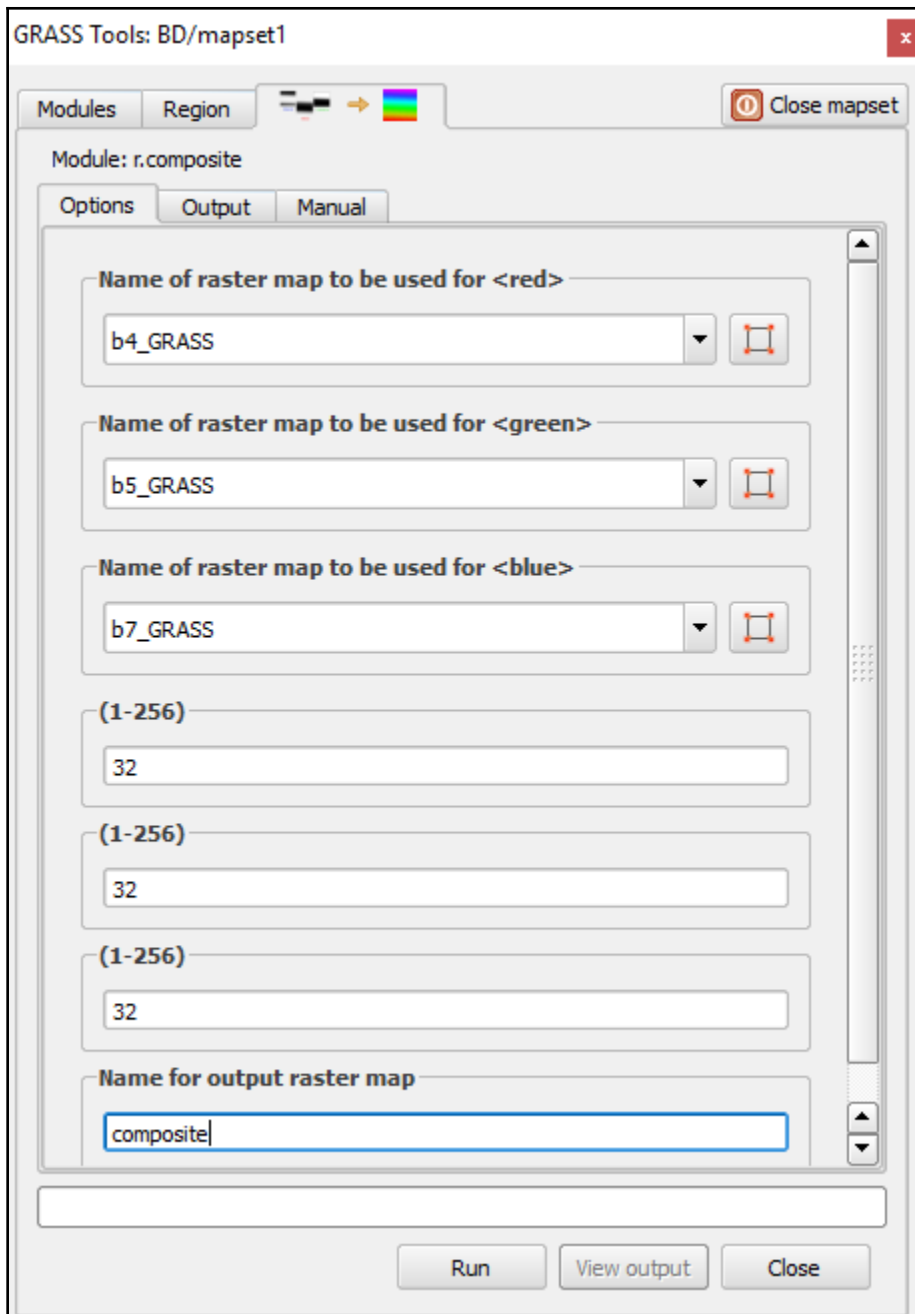 GRASS Tools: BD/mapset1
x
Modules
Region
Close mapset
Module: r.composite
Options
Output
Manual
Name of raster map to be used for <red>
b4_GRASS
Name of raster map to be used for <green>
b5_GRASS
Name of raster map to be used for <blue>
b7_GRASS
(1-256)
32
(1-256)
32
(1-256)
32
Name for output raster map
composite
Run
View output
Close